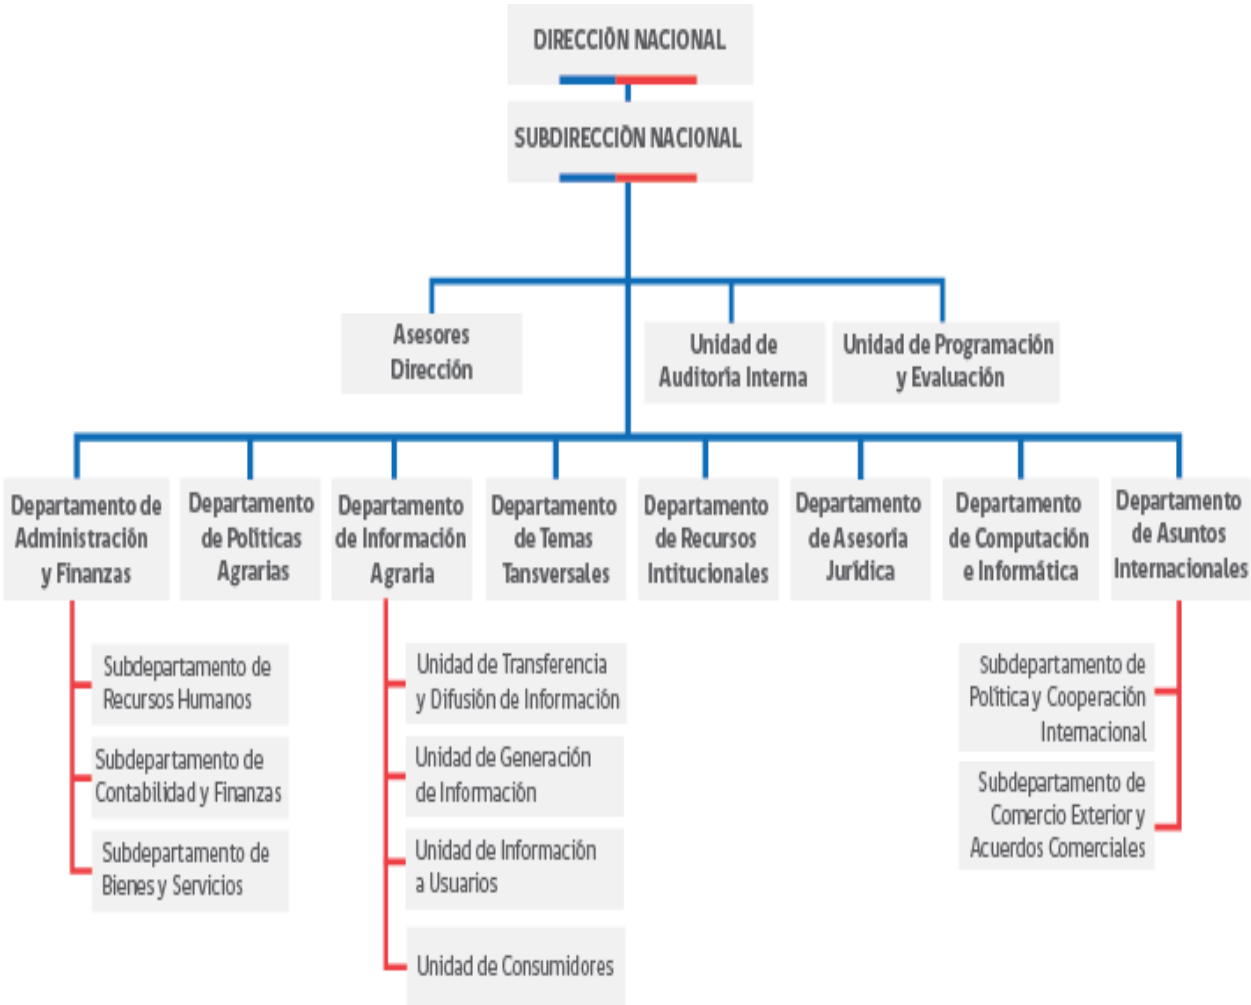 DIRECCIÓN NACIONAL
SUBDIRECCIÓN NACIONAL
Asesores
Dirección
Unidad de
Auditoría Interna
Unidad de Programación
y Evaluación
Departamento de
Administración
y Finanzas
Departamento
de Políticas
Agrarias
Departamento
de Información
Agraria
Departamento
de Temas
Tansversales
Departamento
de Recursos
Intitucionales
Departamento
de Asesoría
Jurídica
Departamento
de Computación
e Informática
Departamento
de Asuntos
Internacionales
Subdepartamento de
Recursos Humanos
Subdepartamento de
Contabilidad y Finanzas
Subdepartamento de
Bienes y Servicios
Unidad de Transferencia
y Difusión de Información
Unidad de Generación
de Información
Unidad de Información
a Usuarios
Unidad de Consumidores
Subdepartamento de
Política y Cooperación
Internacional
Subdepartamento de
Comercio Exterior y
Acuerdos Comerciales